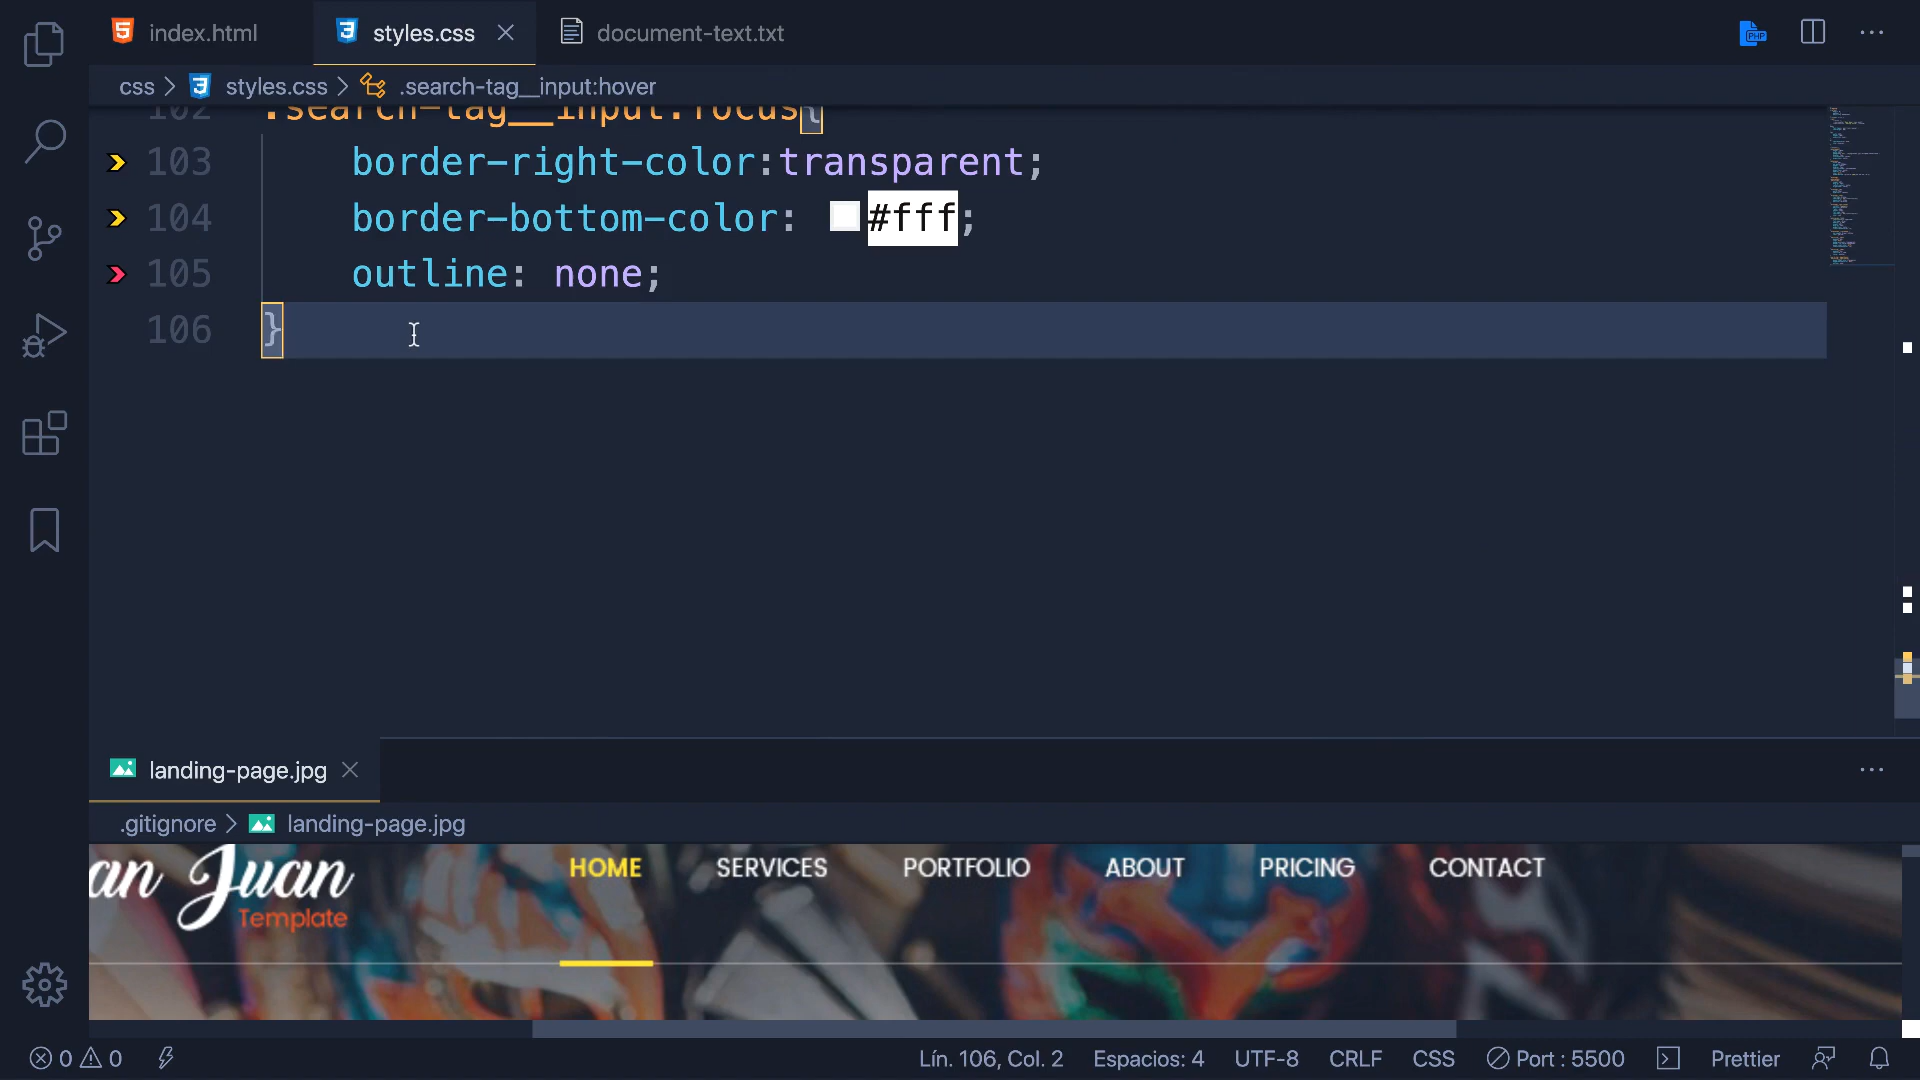 index.html
styles.css
document-text.txt
PHP
css > styles.css > .search-tag__input:hover
102 .search-tag__input:focus{
103 border-right-color:transparent;
104 border-bottom-color: #fff;
105 outline: none;
106 }
landing-page.jpg
.gitignore > landing-page.jpg
an Juan
Template
HOME SERVICES PORTFOLIO ABOUT PRICING CONTACT
0 0 Lín. 106, Col. 2 Espacios: 4 UTF-8 CRLF CSS Port : 5500 Prettier